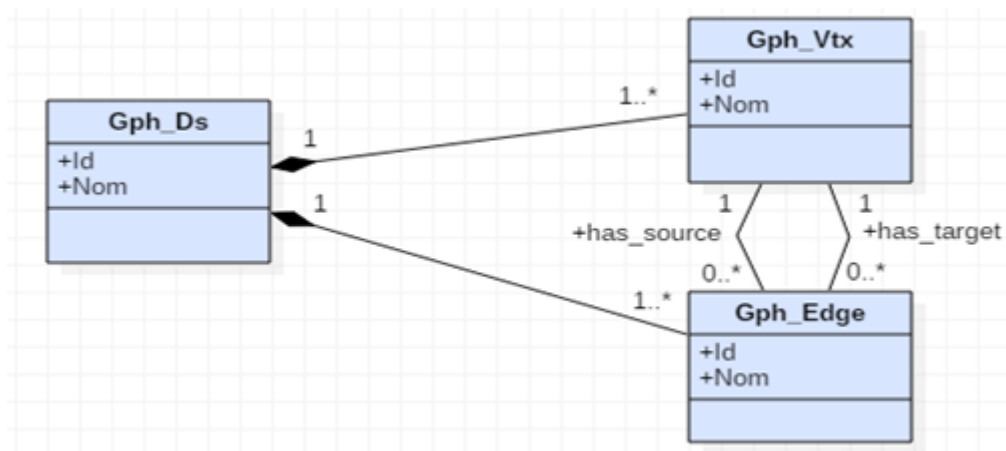 Gph_Ds
+Id
+Nom
1
1
1..*
1..*
Gph_Vtx
+Id
+Nom
1
1
+has_source
+has_target
0..*
0..*
Gph_Edge
+Id
+Nom